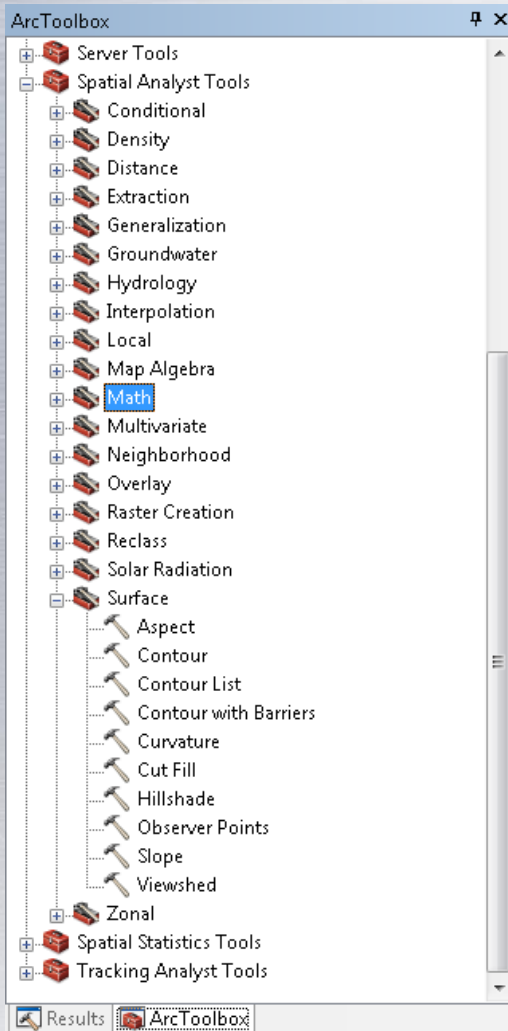 ArcToolbox
Server Tools
Spatial Analyst Tools
Conditional
Density
Distance
Extraction
Generalization
Groundwater
Hydrology
Interpolation
Local
Map Algebra
Math
Multivariate
Neighborhood
Overlay
Raster Creation
Reclass
Solar Radiation
Surface
Aspect
Contour
Contour List
Contour with Barriers
Curvature
Cut Fill
Hillshade
Observer Points
Slope
Viewshed
Zonal
Spatial Statistics Tools
Tracking Analyst Tools
Results ArcToolbox